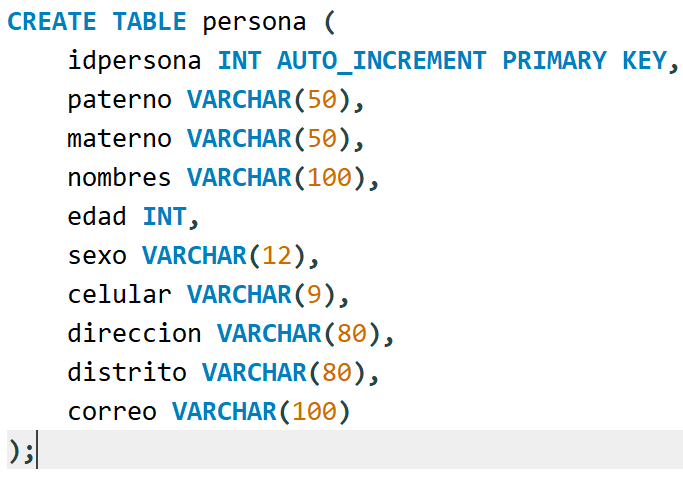 CREATE TABLE persona (
    idpersona INT AUTO_INCREMENT PRIMARY KEY,
    paterno VARCHAR(50),
    materno VARCHAR(50),
    nombres VARCHAR(100),
    edad INT,
    sexo VARCHAR(12),
    celular VARCHAR(9),
    direccion VARCHAR(80),
    distrito VARCHAR(80),
    correo VARCHAR(100)
);